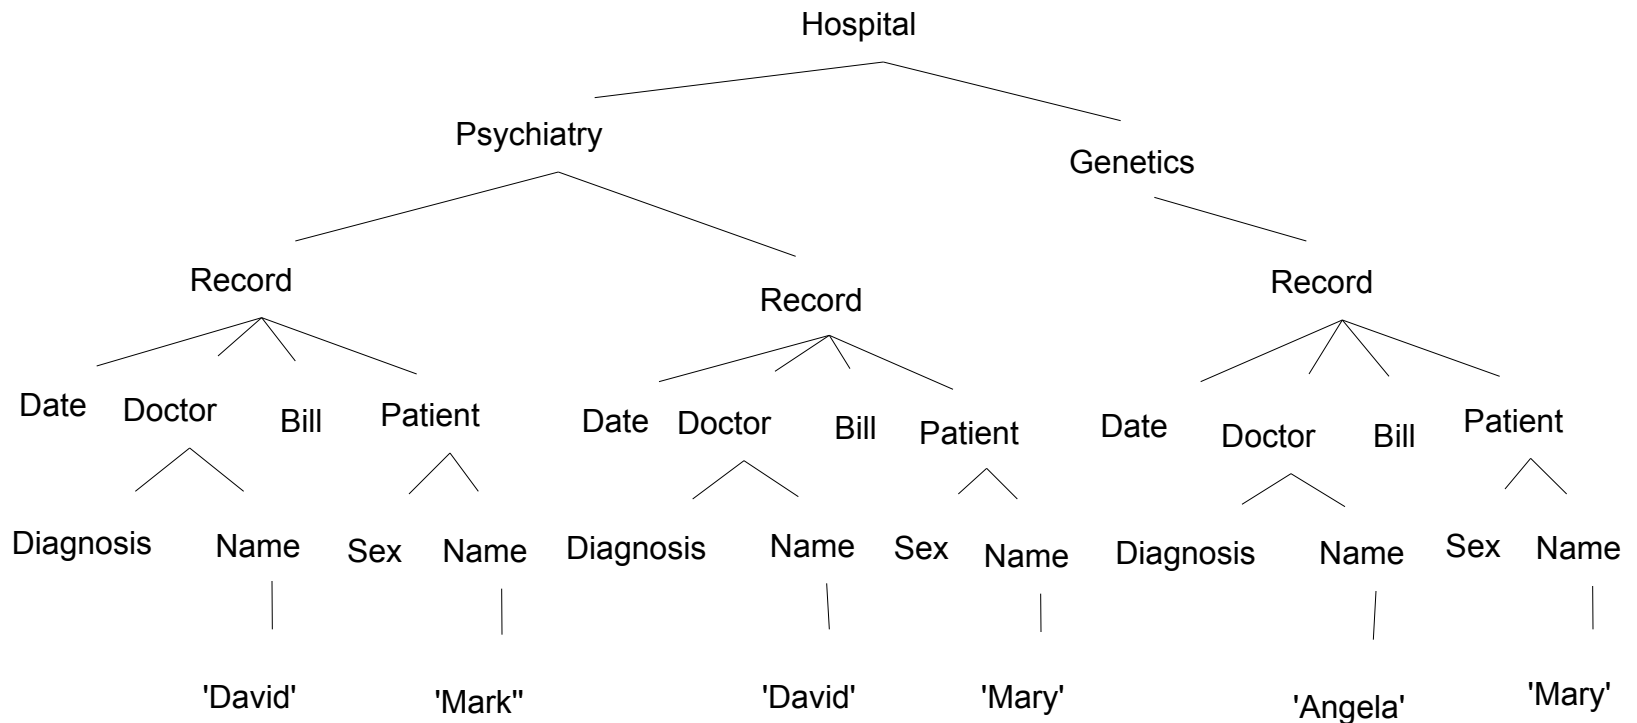 Hospital
Psychiatry
Genetics
Record
Record
Record
Date Doctor Bill Patient Date Doctor Bill Patient Date Doctor Bill Patient
Diagnosis Name Sex Name Diagnosis Name Sex Name Diagnosis Name Sex Name
'David' 'Mark'' 'David' 'Mary' 'Angela' 'Mary'